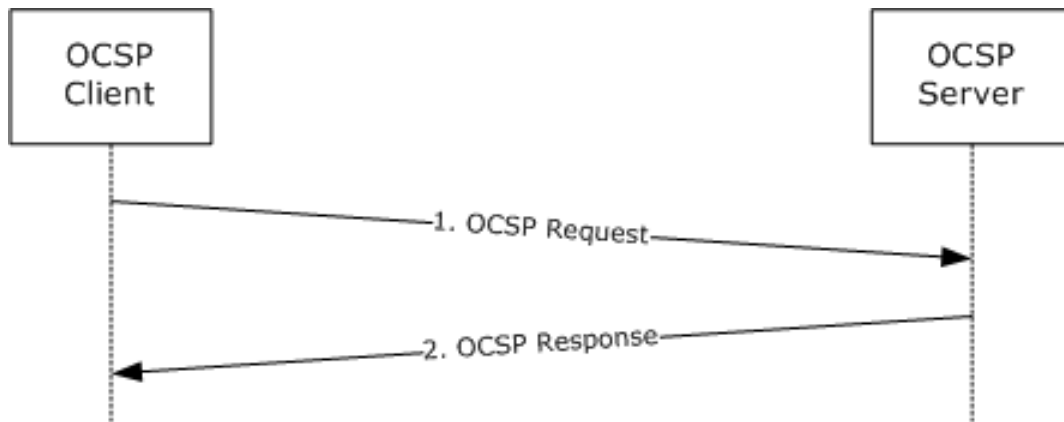 OCSP
Client
OCSP
Server
1. OCSP Request
2. OCSP Response